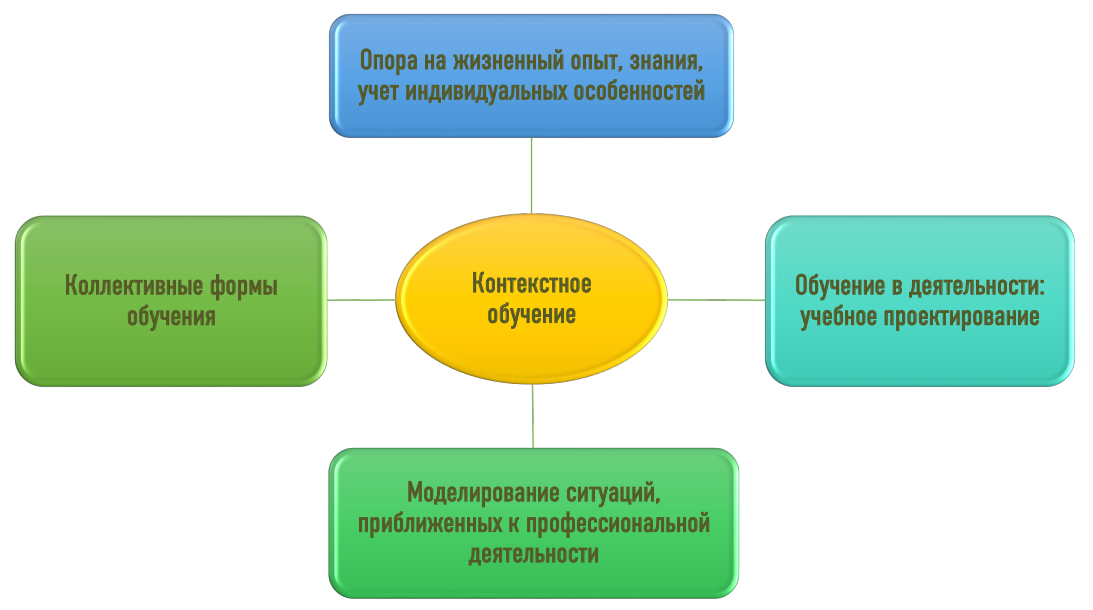 Опора на жизненный опыт, знания,
учет индивидуальных особенностей
Коллективные формы
обучения
Контекстное
обучение
Обучение в деятельности:
учебное проектирование
Моделирование ситуаций,
приближенных к профессиональной
деятельности